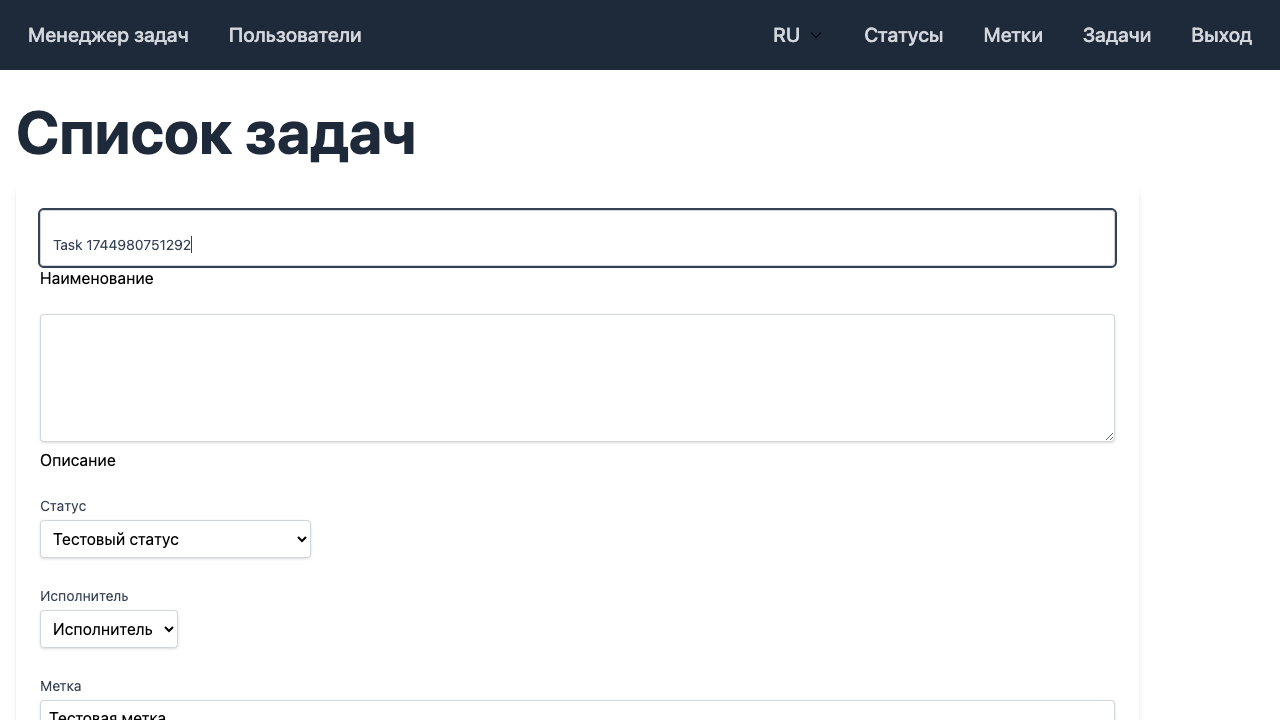 Менеджер задач Пользователи RU Статусы Метки Задачи Выход
Список задач
Task 1744980751292
Наименование
Описание
Статус
Тестовый статус
Исполнитель
Исполнитель
Метка
Тестовая метка